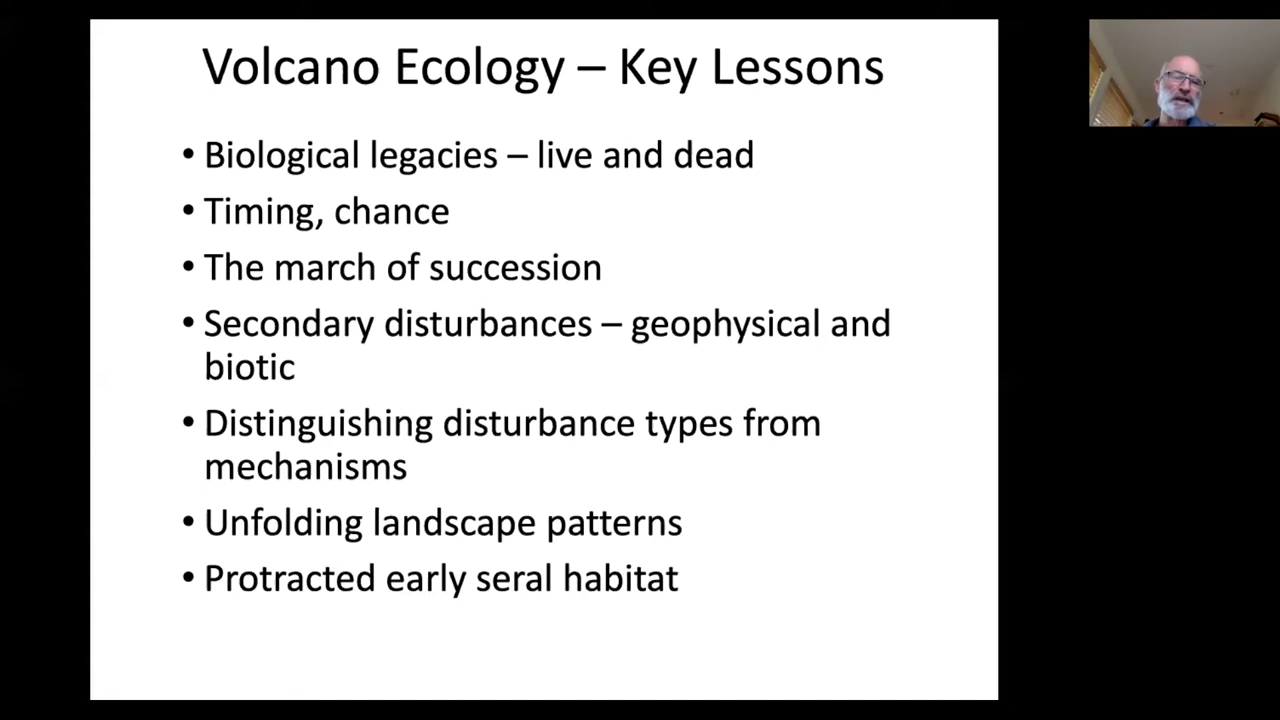 Volcano Ecology – Key Lessons
• Biological legacies – live and dead
• Timing, chance
• The march of succession
• Secondary disturbances – geophysical and
biotic
• Distinguishing disturbance types from
mechanisms
• Unfolding landscape patterns
• Protracted early seral habitat